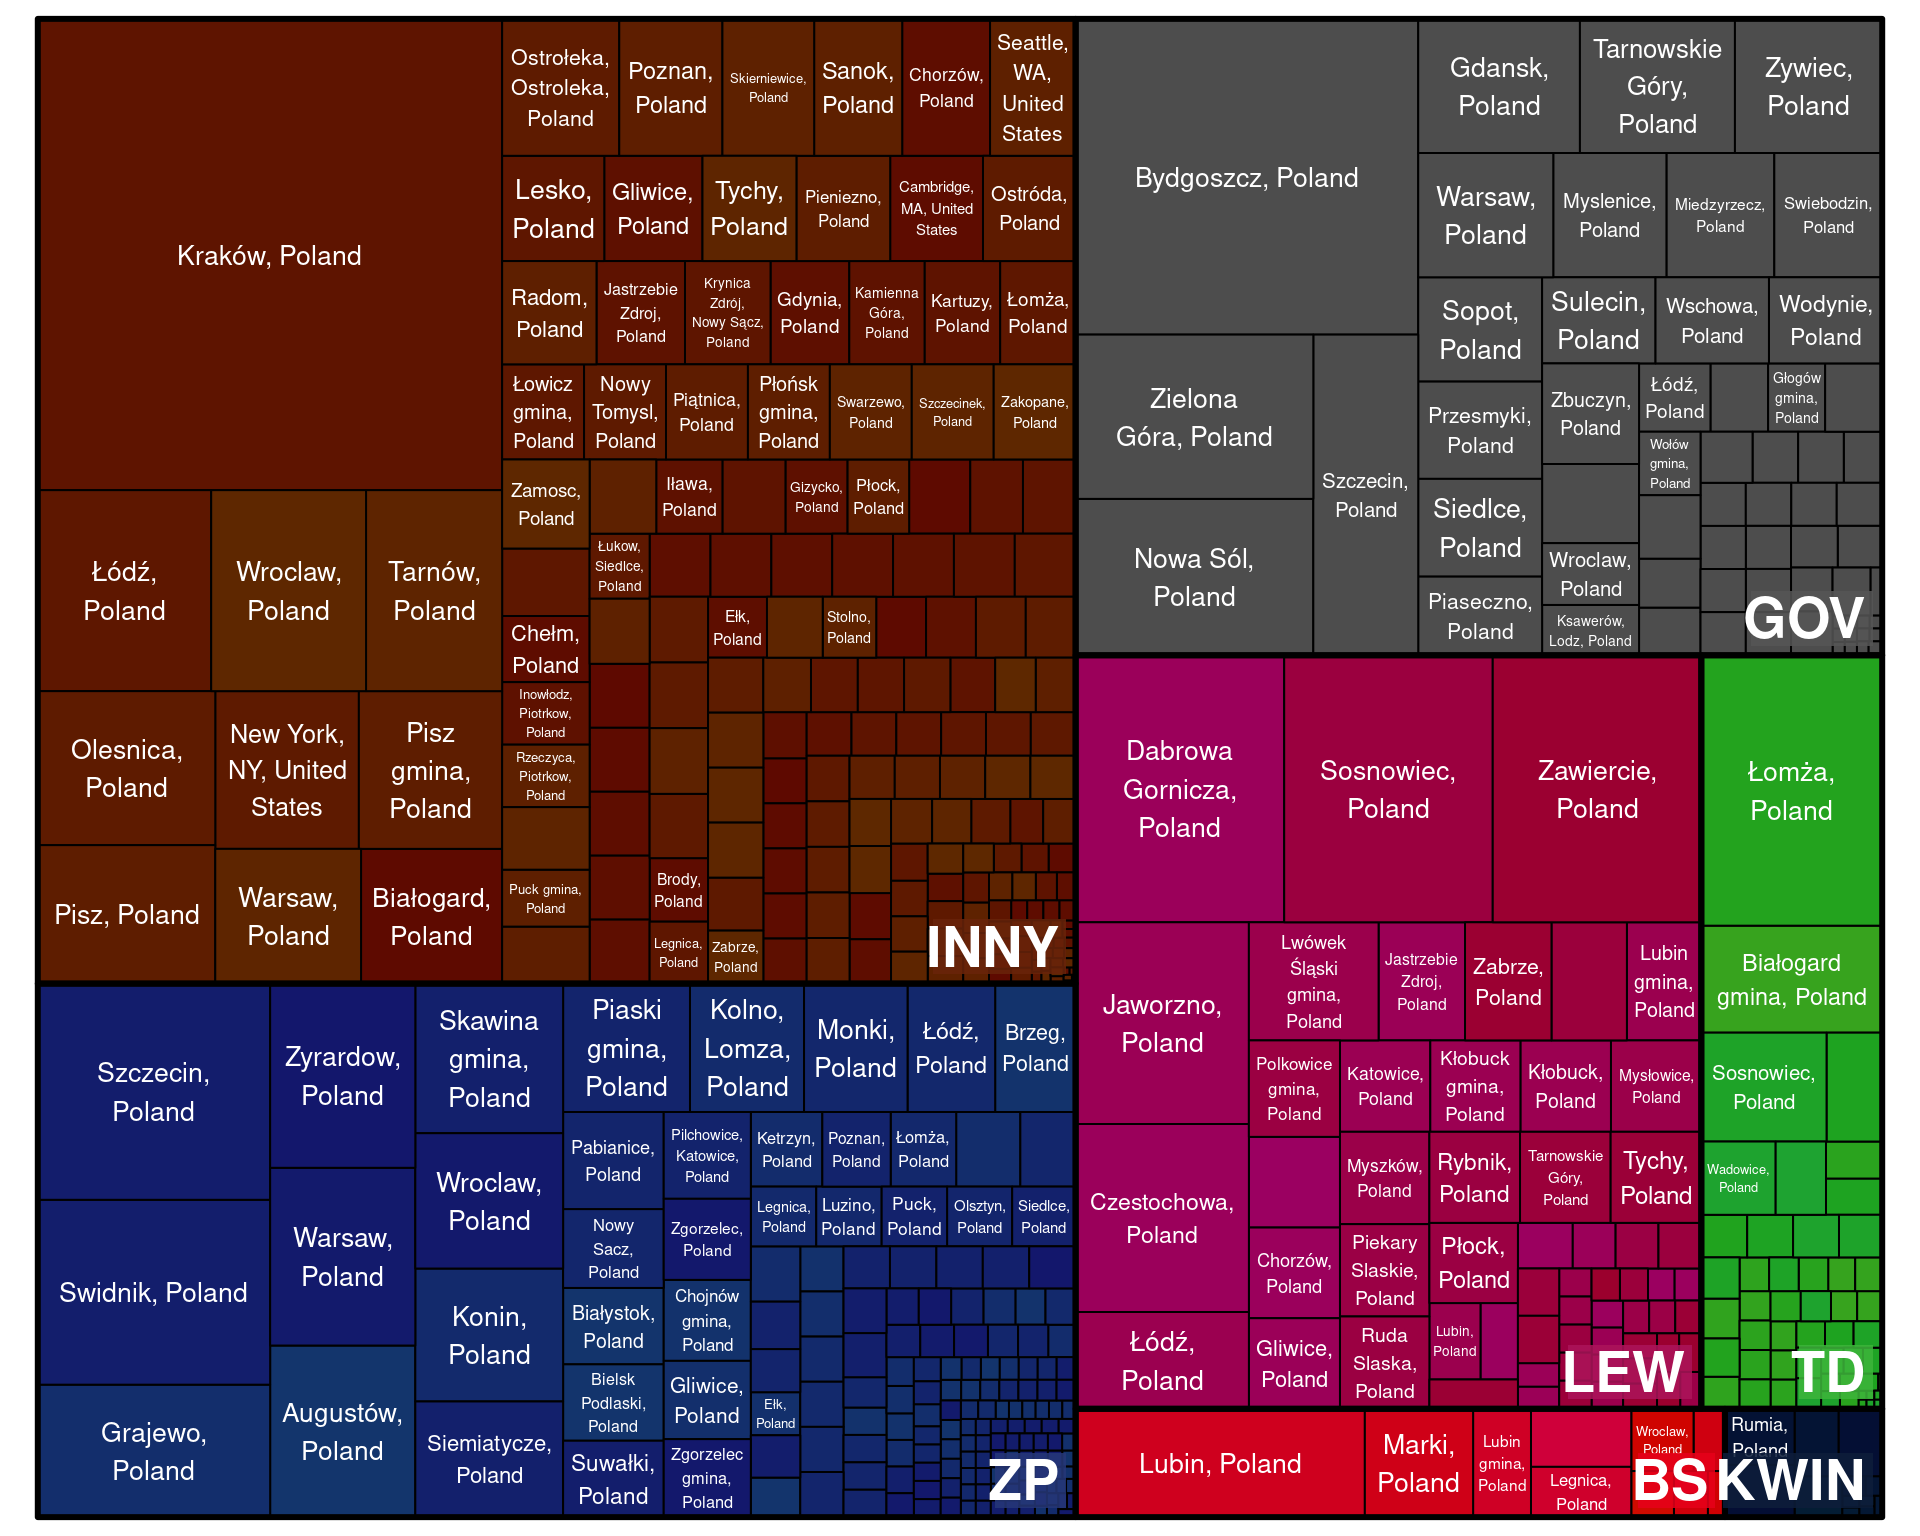 Kraków, Poland
Łódź,
Poland
Wroclaw,
Poland
Tarnów,
Poland
Olesnica,
Poland
New York,
NY, United
States
Pisz
gmina,
Poland
Pisz, Poland
Warsaw,
Poland
Białogard,
Poland
Ostrołeka,
Ostroleka,
Poland
Poznan,
Poland
Skierniewice,
Poland
Sanok,
Poland
Chorzów,
Poland
Seattle,
WA,
United
States
Lesko,
Poland
Gliwice,
Poland
Tychy,
Poland
Pieniezno,
Poland
Cambridge,
MA, United
States
Ostróda,
Poland
Radom,
Poland
Jastrzebie
Zdroj,
Poland
Krynica
Zdrój,
Nowy Sącz,
Poland
Gdynia,
Poland
Kamienna
Góra,
Poland
Kartuzy,
Poland
Łomża,
Poland
Łowicz
gmina,
Poland
Nowy
Tomysl,
Poland
Piątnica,
Poland
Płońsk
gmina,
Poland
Swarzewo,
Poland
Szczecinek,
Poland
Zakopane,
Poland
Zamosc,
Poland
Iława,
Poland
Gizycko,
Poland
Płock,
Poland
Łukow,
Siedlce,
Poland
Chełm,
Poland
Ełk,
Poland
Stolno,
Poland
Inowłodz,
Piotrkow,
Poland
Rzeczyca,
Piotrkow,
Poland
Puck gmina,
Poland
Brody,
Poland
Legnica,
Poland
Zabrze,
Poland
INNY
Bydgoszcz, Poland
Zielona
Góra, Poland
Nowa Sól,
Poland
Szczecin,
Poland
Gdansk,
Poland
Tarnowskie
Góry,
Poland
Zywiec,
Poland
Warsaw,
Poland
Myslenice,
Poland
Miedzyrzecz,
Poland
Swiebodzin,
Poland
Sopot,
Poland
Sulecin,
Poland
Wschowa,
Poland
Wodynie,
Poland
Przesmyki,
Poland
Zbuczyn,
Poland
Łódź,
Poland
Głogów
gmina,
Poland
Wołów
gmina,
Poland
Siedlce,
Poland
Wroclaw,
Poland
Piaseczno,
Poland
Ksawerów,
Lodz, Poland
GOV
Szczecin,
Poland
Swidnik, Poland
Grajewo,
Poland
Zyrardow,
Poland
Warsaw,
Poland
Augustów,
Poland
Skawina
gmina,
Poland
Wroclaw,
Poland
Konin,
Poland
Siemiatycze,
Poland
Piaski
gmina,
Poland
Kolno,
Lomza,
Poland
Monki,
Poland
Łódź,
Poland
Brzeg,
Poland
Pabianice,
Poland
Pilchowice,
Katowice,
Poland
Ketrzyn,
Poland
Poznan,
Poland
Łomża,
Poland
Nowy
Sacz,
Poland
Zgorzelec,
Poland
Legnica,
Poland
Luzino,
Poland
Puck,
Poland
Olsztyn,
Poland
Siedlce,
Poland
Białystok,
Poland
Chojnów
gmina,
Poland
Bielsk
Podlaski,
Poland
Gliwice,
Poland
Ełk,
Poland
Suwałki,
Poland
Zgorzelec
gmina,
Poland
ZP
Dabrowa
Gornicza,
Poland
Sosnowiec,
Poland
Zawiercie,
Poland
Jaworzno,
Poland
Czestochowa,
Poland
Łódź,
Poland
Lwówek
Śląski
gmina,
Poland
Jastrzebie
Zdroj,
Poland
Zabrze,
Poland
Lubin
gmina,
Poland
Polkowice
gmina,
Poland
Katowice,
Poland
Kłobuck
gmina,
Poland
Kłobuck,
Poland
Mysłowice,
Poland
Myszków,
Poland
Rybnik,
Poland
Tarnowskie
Góry,
Poland
Tychy,
Poland
Chorzów,
Poland
Piekary
Slaskie,
Poland
Płock,
Poland
Gliwice,
Poland
Ruda
Slaska,
Poland
Lubin,
Poland
LEW
Łomża,
Poland
Białogard
gmina, Poland
Sosnowiec,
Poland
Wadowice,
Poland
TD
Lubin, Poland
Marki,
Poland
Lubin
gmina,
Poland
Legnica,
Poland
Wroclaw,
Poland
BS
Rumia,
Poland
KWIN